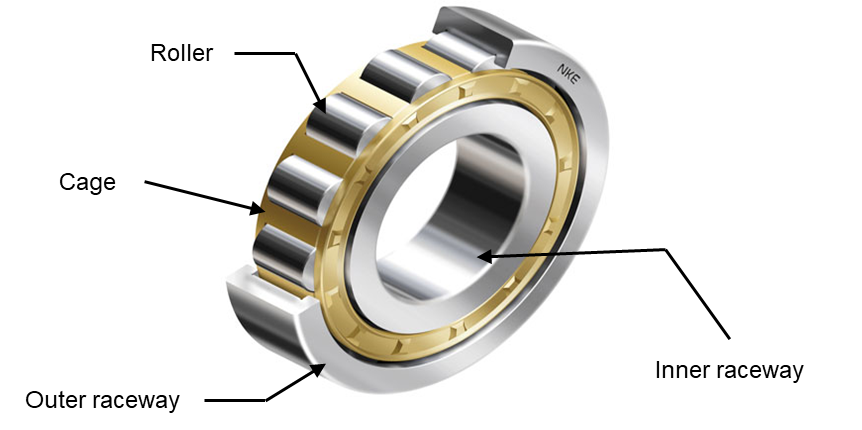 Roller
NKE
Cage
Inner raceway
Outer raceway